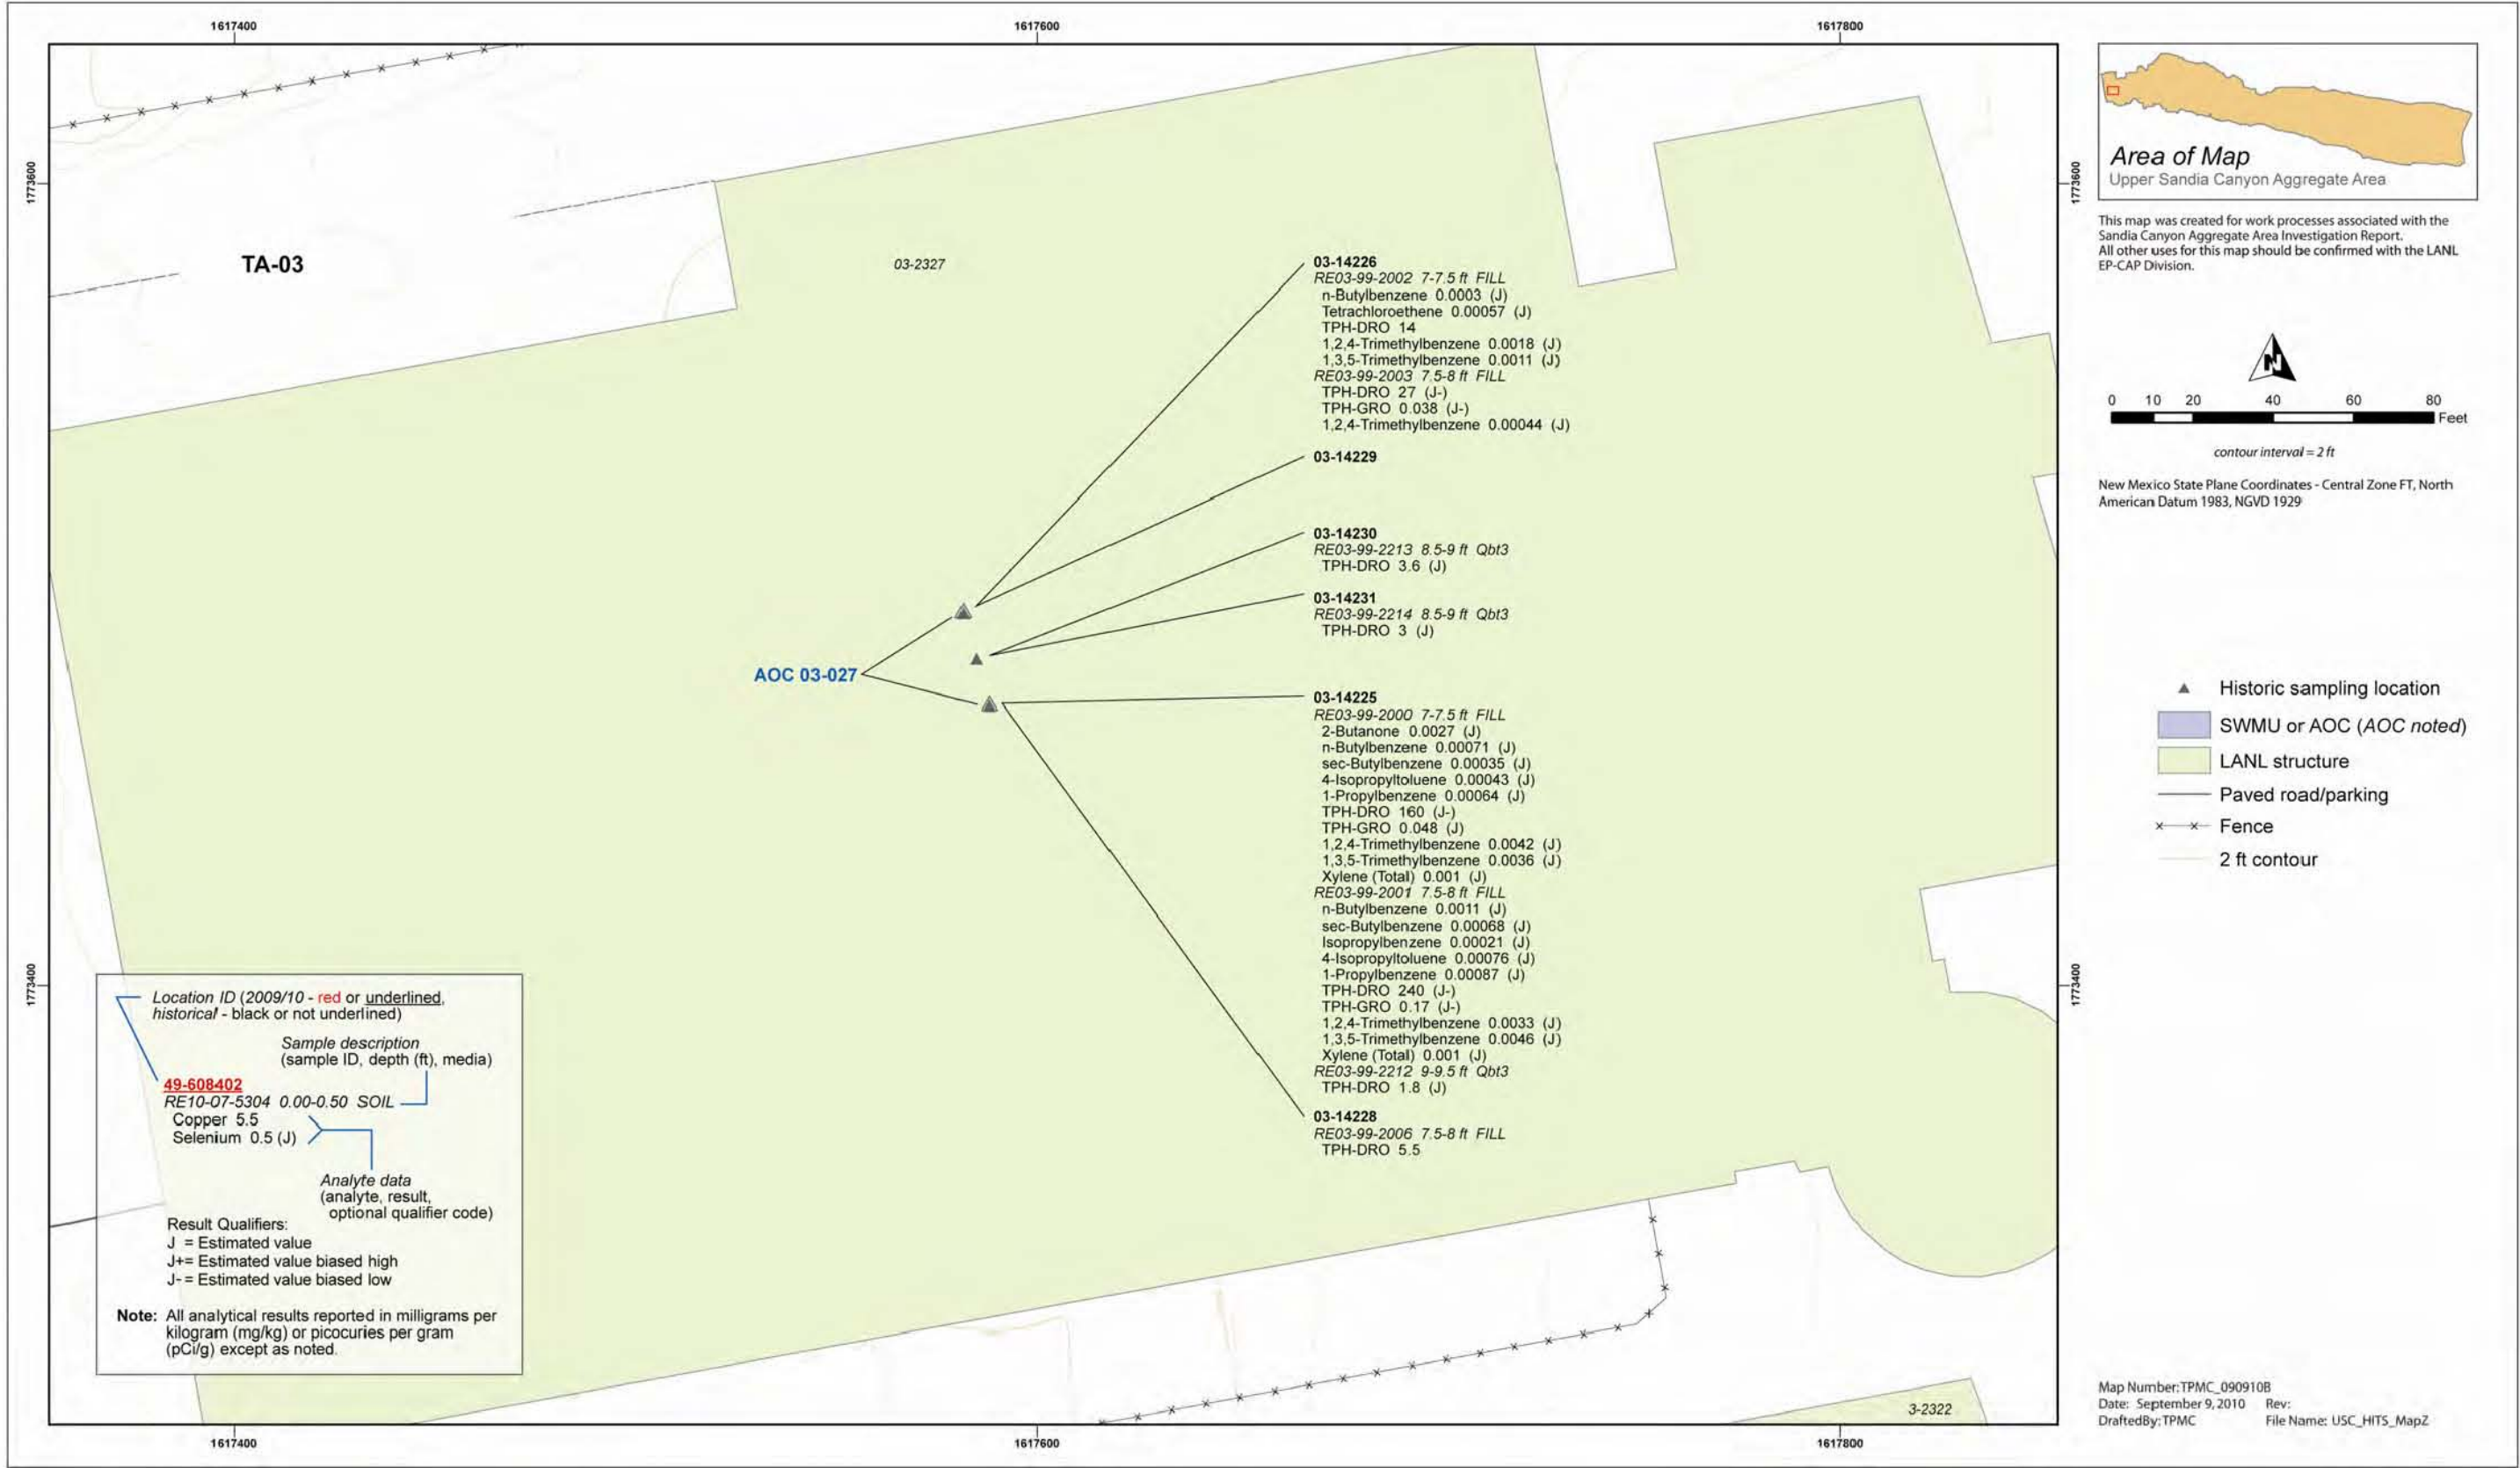 1617400
1617600
1617800
1773600
1773600
1773400
1773400
1617400
1617600
1617800
TA-03
03-2327
03-14226
RE03-99-2002 7-7.5 ft FILL
n-Butylbenzene 0.0003 (J)
Tetrachloroethene 0.00057 (J)
TPH-DRO 14
1,2,4-Trimethylbenzene 0.0018 (J)
1,3,5-Trimethylbenzene 0.0011 (J)
RE03-99-2003 7.5-8 ft FILL
TPH-DRO 27 (J-)
TPH-GRO 0.038 (J-)
1,2,4-Trimethylbenzene 0.00044 (J)
03-14229
03-14230
RE03-99-2213 8.5-9 ft Qbt3
TPH-DRO 3.6 (J)
03-14231
RE03-99-2214 8.5-9 ft Qbt3
TPH-DRO 3 (J)
AOC 03-027
03-14225
RE03-99-2000 7-7.5 ft FILL
2-Butanone 0.0027 (J)
n-Butylbenzene 0.00071 (J)
sec-Butylbenzene 0.00035 (J)
4-Isopropyltoluene 0.00043 (J)
1-Propylbenzene 0.00064 (J)
TPH-DRO 160 (J-)
TPH-GRO 0.048 (J)
1,2,4-Trimethylbenzene 0.0042 (J)
1,3,5-Trimethylbenzene 0.0036 (J)
Xylene (Total) 0.001 (J)
RE03-99-2001 7.5-8 ft FILL
n-Butylbenzene 0.0011 (J)
sec-Butylbenzene 0.00068 (J)
Isopropylbenzene 0.00021 (J)
4-Isopropyltoluene 0.00076 (J)
1-Propylbenzene 0.00087 (J)
TPH-DRO 240 (J-)
TPH-GRO 0.17 (J-)
1,2,4-Trimethylbenzene 0.0033 (J)
1,3,5-Trimethylbenzene 0.0046 (J)
Xylene (Total) 0.001 (J)
RE03-99-2212 9-9.5 ft Qbt3
TPH-DRO 1.8 (J)
03-14228
RE03-99-2006 7.5-8 ft FILL
TPH-DRO 5.5
3-2322
Location ID (2009/10 - red or underlined,
historical - black or not underlined)
Sample description
(sample ID, depth (ft), media)
49-608402
RE10-07-5304 0.00-0.50 SOIL
Copper 5.5
Selenium 0.5 (J)
Analyte data
(analyte, result,
optional qualifier code)
Result Qualifiers:
J = Estimated value
J+= Estimated value biased high
J- = Estimated value biased low
Note: All analytical results reported in milligrams per
kilogram (mg/kg) or picocuries per gram
(pCi/g) except as noted.
Area of Map
Upper Sandia Canyon Aggregate Area
This map was created for work processes associated with the
Sandia Canyon Aggregate Area Investigation Report.
All other uses for this map should be confirmed with the LANL
EP-CAP Division.
N
0 10 20 40 60 80
Feet
contour interval = 2 ft
New Mexico State Plane Coordinates - Central Zone FT, North
American Datum 1983, NGVD 1929
Historic sampling location
SWMU or AOC (AOC noted)
LANL structure
Paved road/parking
Fence
2 ft contour
Map Number: TPMC_090910B
Date: September 9, 2010 Rev:
DraftedBy: TPMC File Name: USC_HITS_MapZ